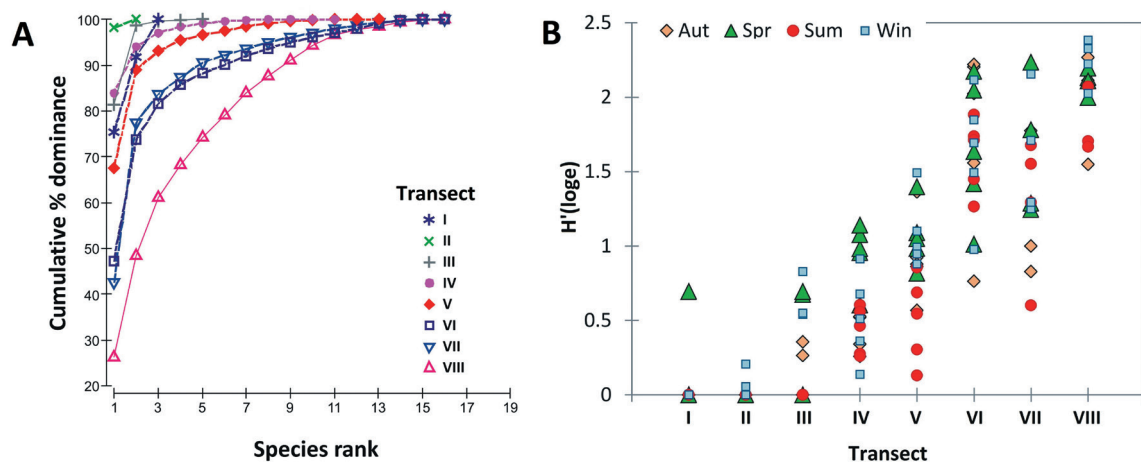 A
Cumulative % dominance
100
90
80
70
60
50
40
30
20
1
3
5
7
9
11
13
15
17
19
Species rank
Transect
I
II
III
IV
V
VI
VII
VIII
B
Aut
Spr
Sum
Win
H'(loge)
2.5
2
1.5
1
0.5
0
I
II
III
IV
V
VI
VII
VIII
Transect